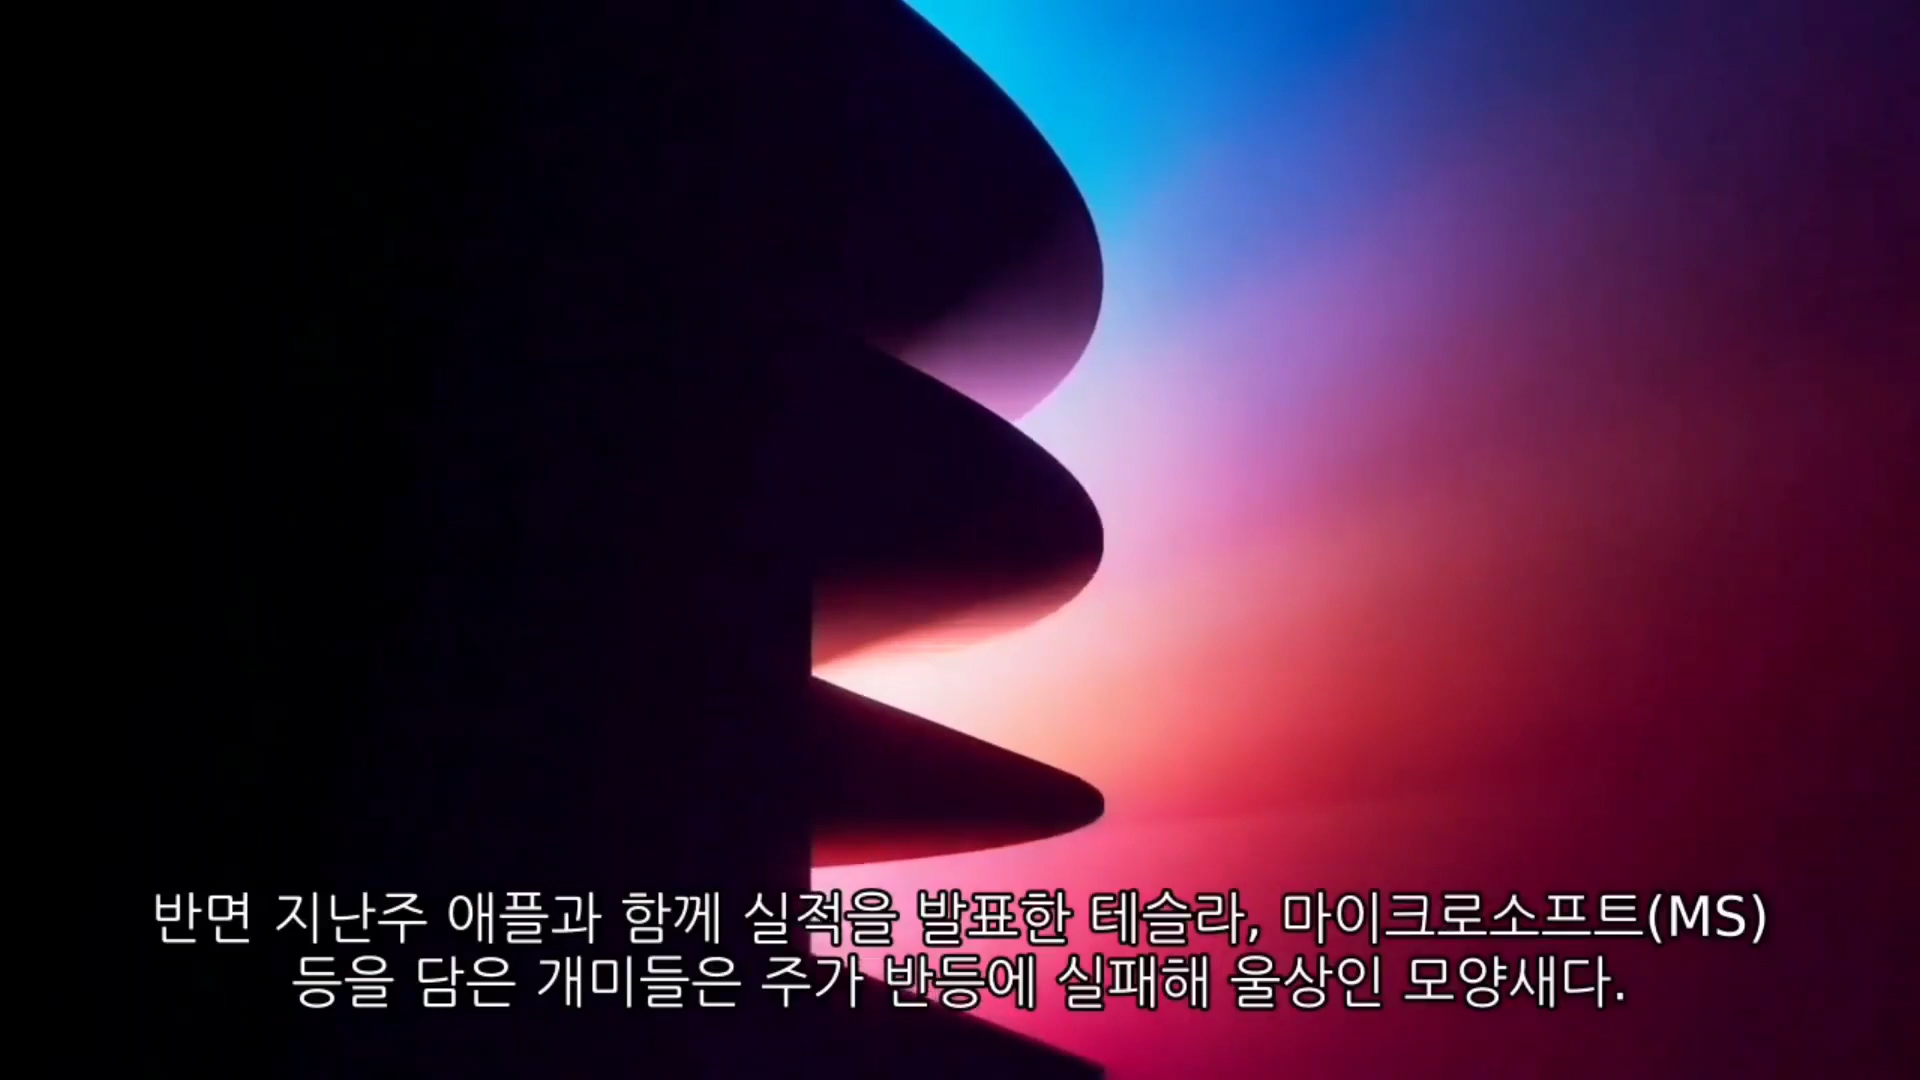 반면 지난주 애플과 함께 실적을 발표한 테슬라, 마이크로소프트(MS)
등을 담은 개미들은 주가 반등에 실패해 울상인 모양새다.